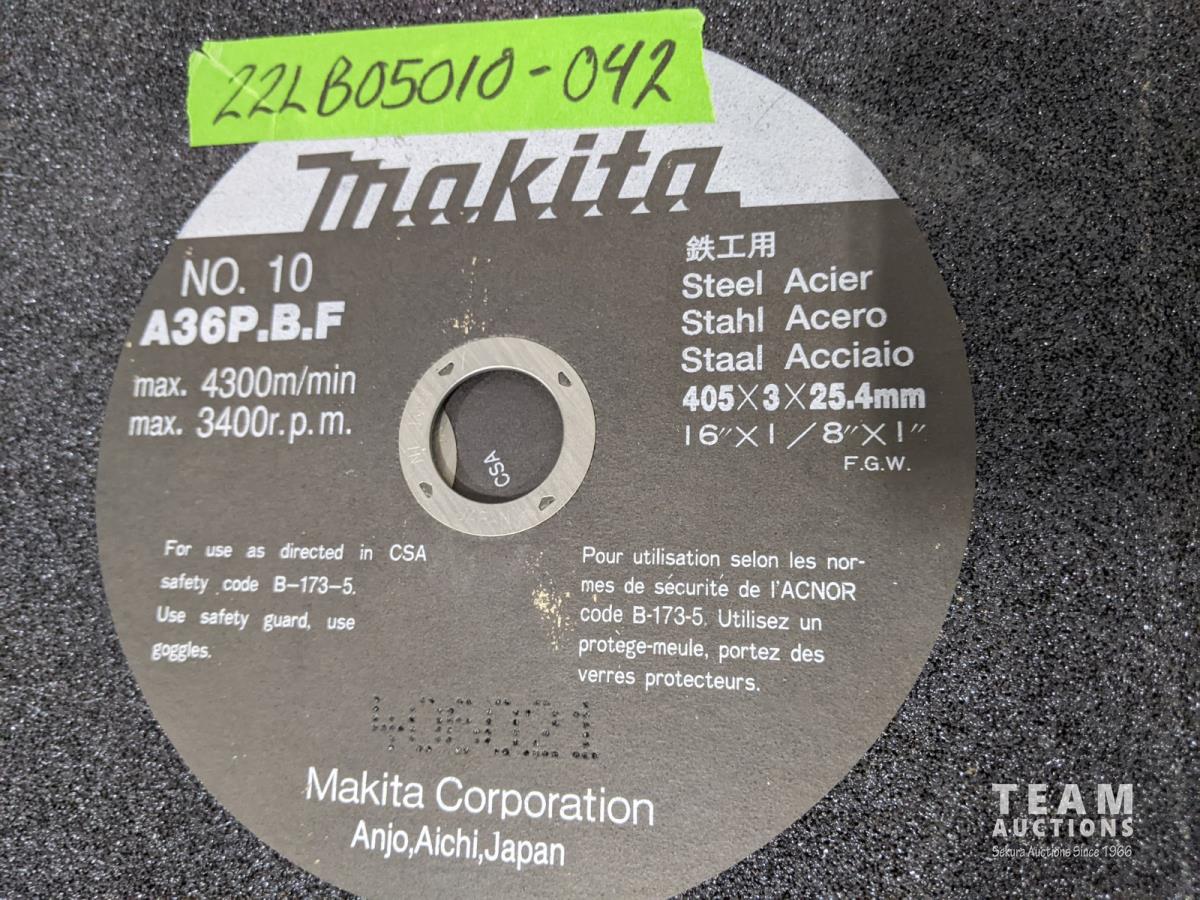 22LB05010-042
makita
NO. 10
A36P.B.F
max. 4300m/min
max. 3400r.p.m.
鉄工用
Steel Acier
Stahl Acero
Staal Acciaio
405×3×25.4mm
16″×1/8″×1″
F.G.W.
CSA
For use as directed in CSA
safety code B-173-5.
Use safety guard, use
goggles.
Pour utilisation selon les nor-
mes de sécurité de l'ACNOR
code B-173-5. Utilisez un
protège-meule, portez des
verres protecteurs.
Makita Corporation
Anjo,Aichi,Japan
TEAM
AUCTIONS
Sekura Auctions Since 1966